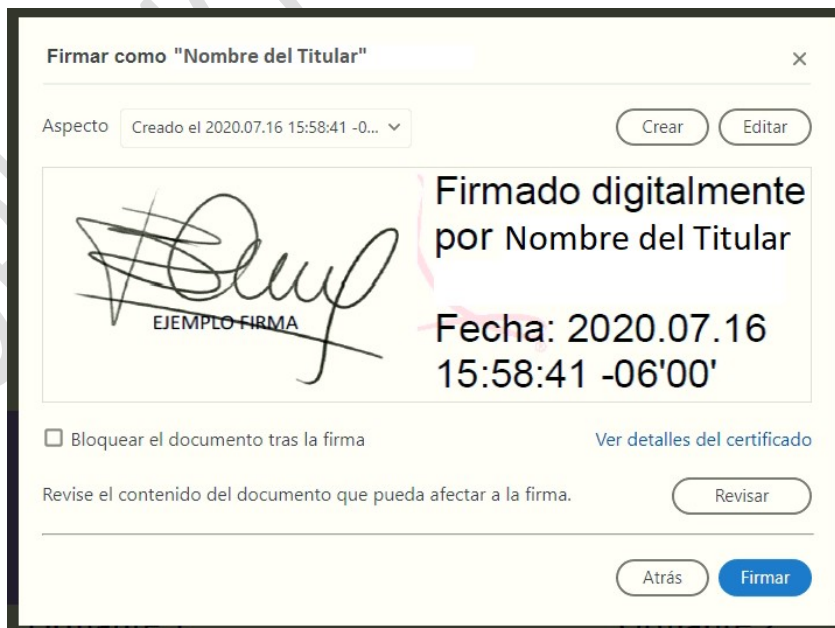 Firmar como "Nombre del Titular"
Aspecto
Creado el 2020.07.16 15:58:41 -0...
Crear
Editar
EJEMPLO FIRMA
Firmado digitalmente
por Nombre del Titular
Fecha: 2020.07.16
15:58:41 -06'00'
Bloquear el documento tras la firma
Ver detalles del certificado
Revise el contenido del documento que pueda afectar a la firma.
Revisar
Atrás
Firmar